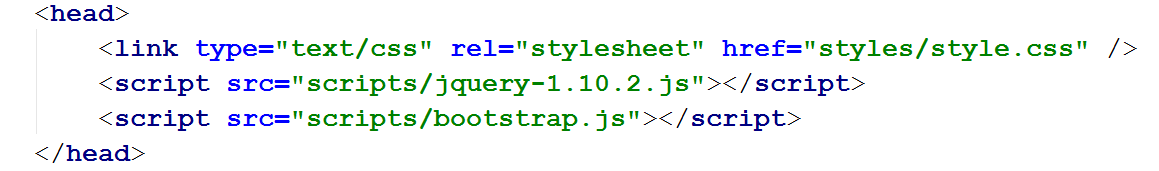 <head>
<link type="text/css" rel="stylesheet" href="styles/style.css" />
<script src="scripts/jquery-1.10.2.js"></script>
<script src="scripts/bootstrap.js"></script>
</head>